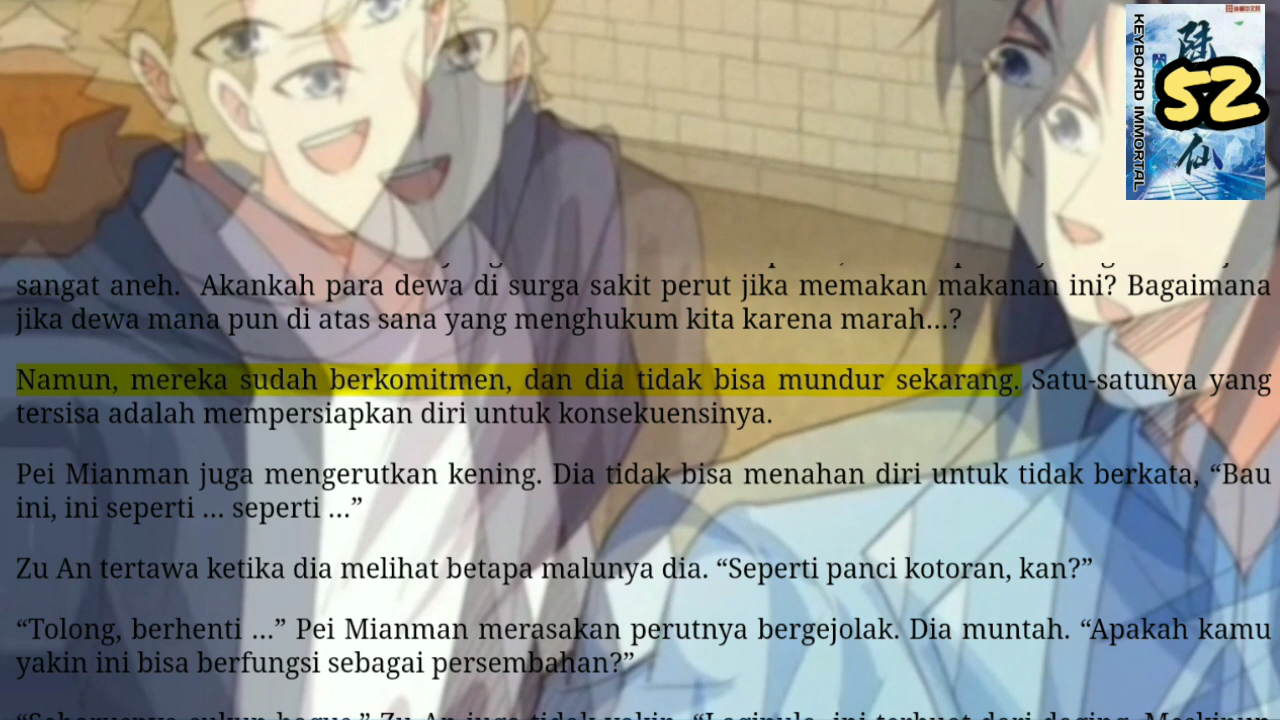 KEYBOARD IMMORTAL
陆
仙
52
sangat aneh. Akankah para dewa di surga sakit perut jika memakan makanan ini? Bagaimana
jika dewa mana pun di atas sana yang menghukum kita karena marah…?
Namun, mereka sudah berkomitmen, dan dia tidak bisa mundur sekarang. Satu-satunya yang
tersisa adalah mempersiapkan diri untuk konsekuensinya.
Pei Mianman juga mengerutkan kening. Dia tidak bisa menahan diri untuk tidak berkata, “Bau
ini, ini seperti … seperti …”
Zu An tertawa ketika dia melihat betapa malunya dia. “Seperti panci kotoran, kan?”
“Tolong, berhenti …” Pei Mianman merasakan perutnya bergejolak. Dia muntah. “Apakah kamu
yakin ini bisa berfungsi sebagai persembahan?”